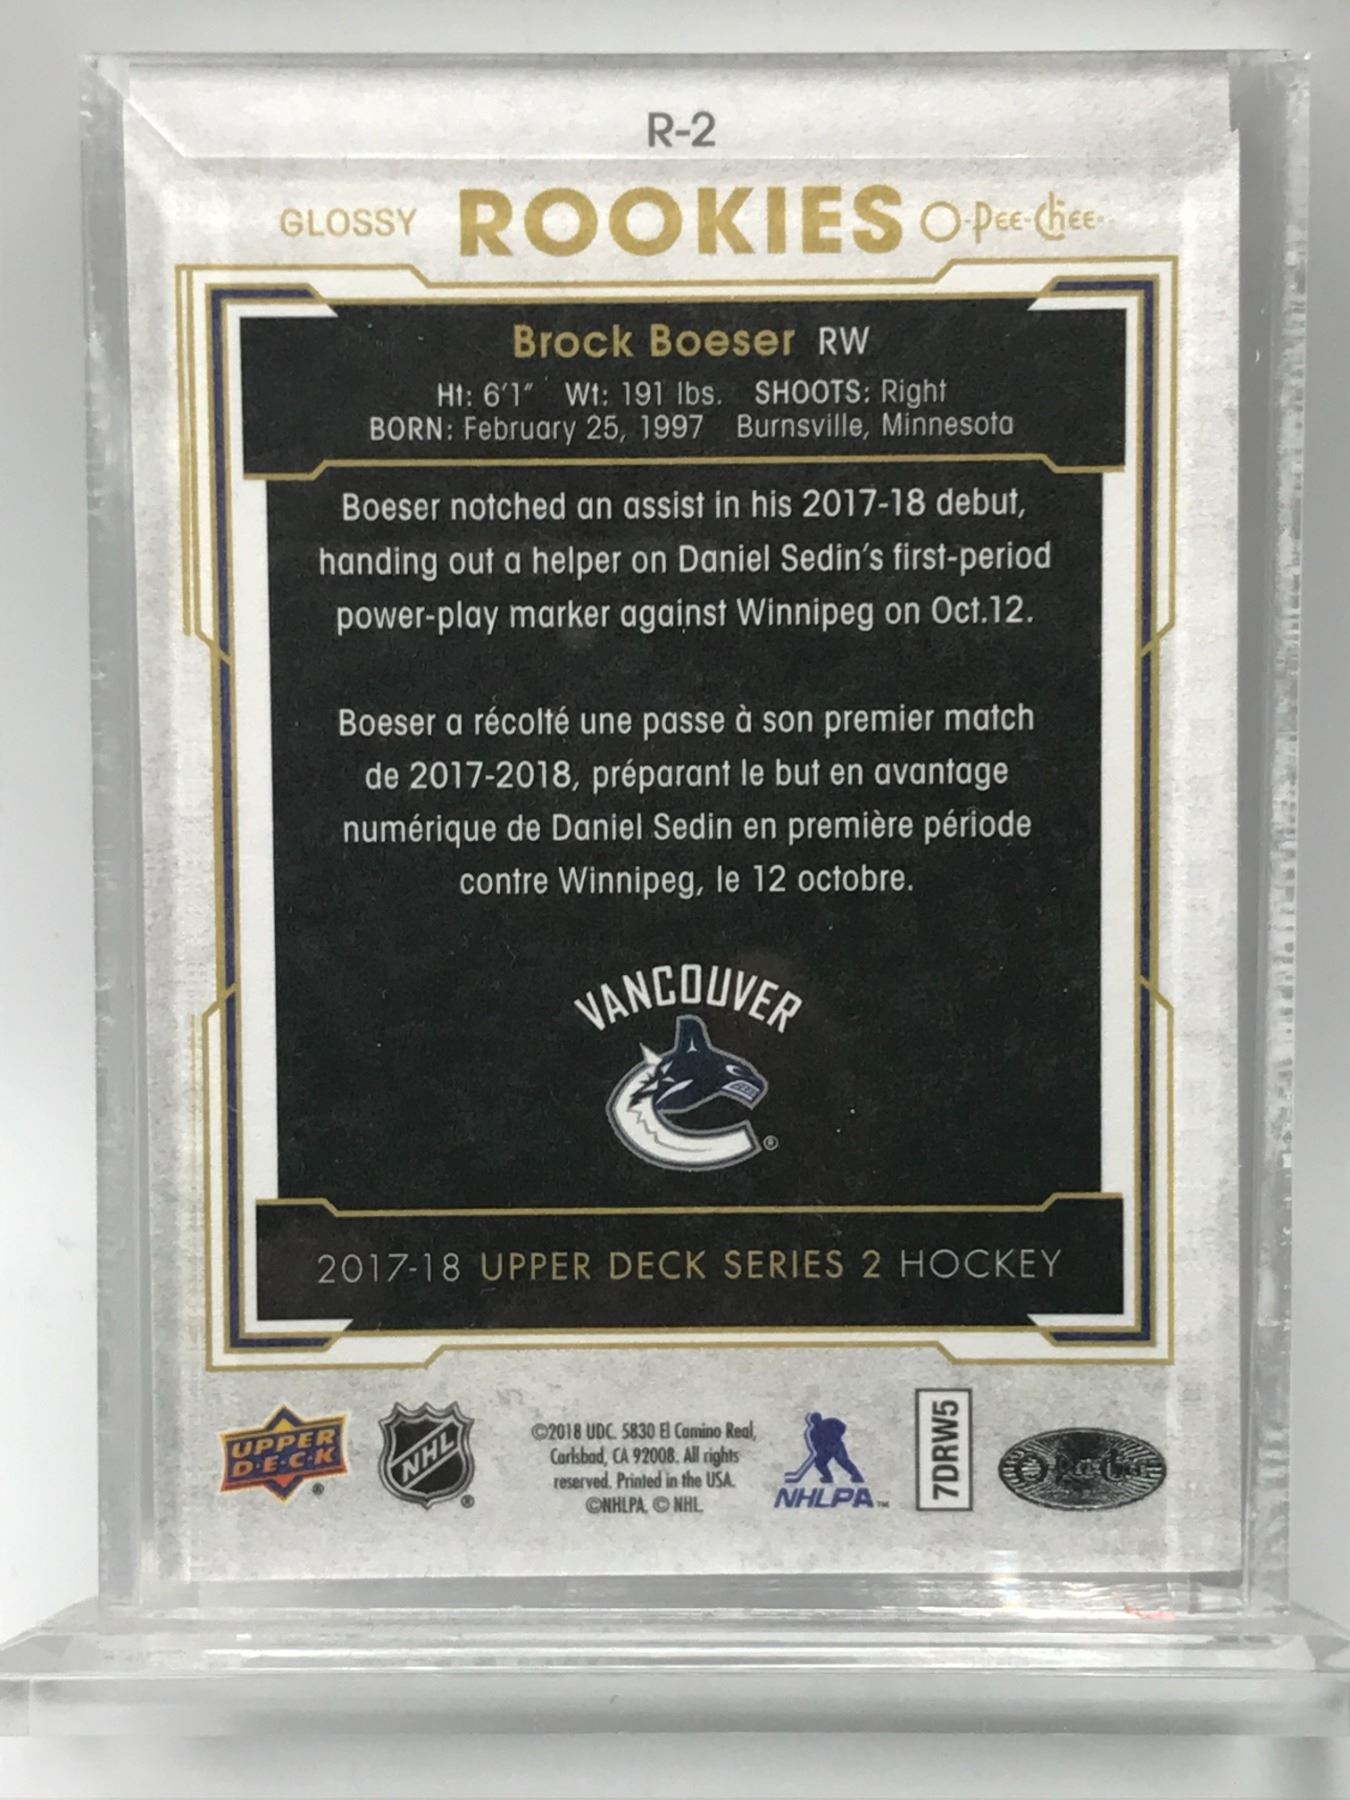 R-2
GLOSSY ROOKIES O-Pee-Chee
Brock Boeser RW
Ht: 6'1" Wt: 191 lbs. SHOOTS: Right
BORN: February 25, 1997 Burnsville, Minnesota
Boeser notched an assist in his 2017-18 debut,
handing out a helper on Daniel Sedin's first-period
power-play marker against Winnipeg on Oct.12.
Boeser a récolté une passe à son premier match
de 2017-2018, préparant le but en avantage
numérique de Daniel Sedin en première période
contre Winnipeg, le 12 octobre.
VANCOUVER
®
2017-18 UPPER DECK SERIES 2 HOCKEY
UPPER
D·E·C·K
®
NHL
®
©2018 UDC. 5830 El Camino Real,
Carlsbad, CA 92008. All rights
reserved. Printed in the USA.
©NHLPA. © NHL.
NHLPA™
7DRW5
O-Pee-Chee